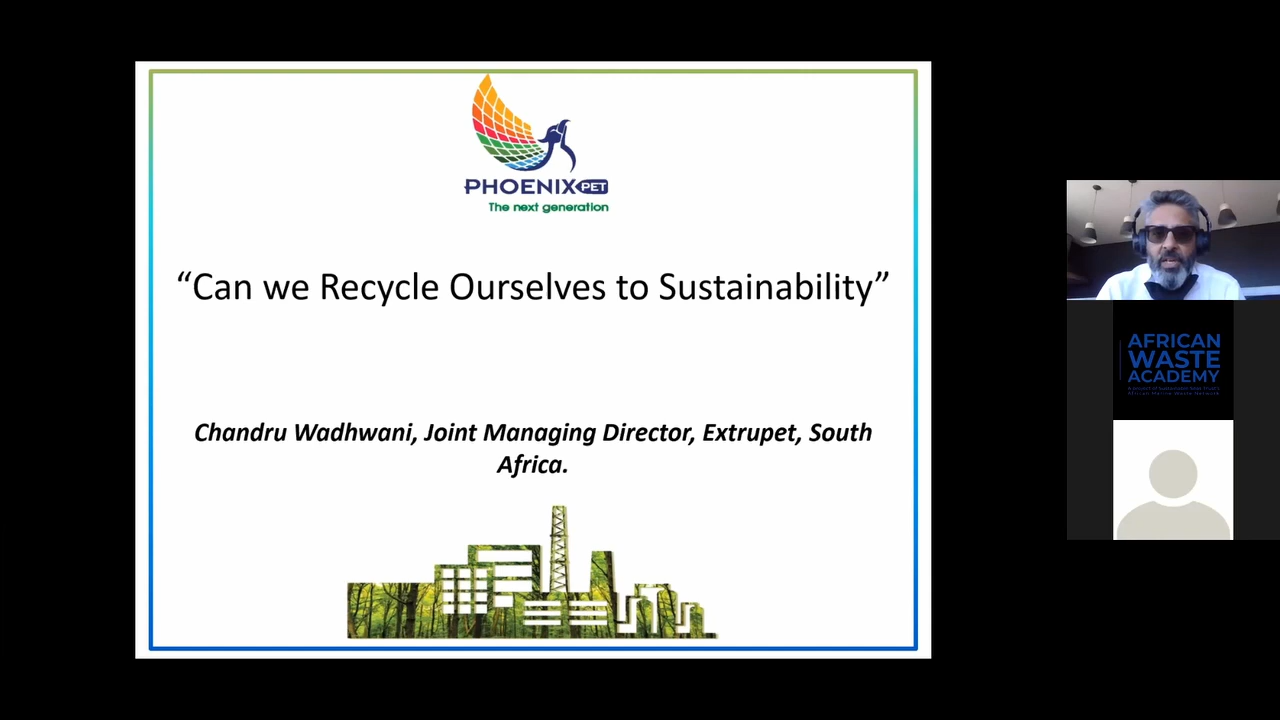 PHOENIX PET
The next generation
“Can we Recycle Ourselves to Sustainability”
Chandru Wadhwani, Joint Managing Director, Extrupet, South
Africa.
AFRICAN
WASTE
ACADEMY